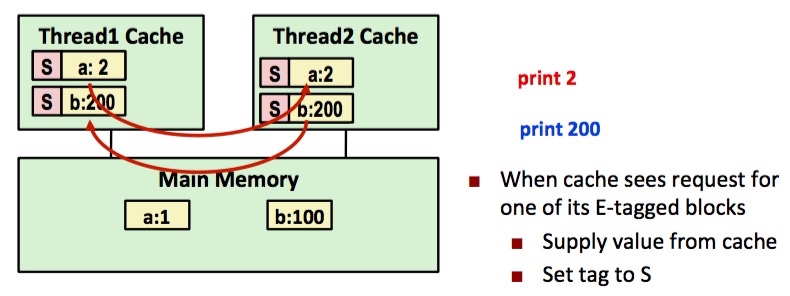 Thread1 Cache
S a: 2
S b:200
Thread2 Cache
S a:2
S b:200
Main Memory
a:1
b:100
print 2
print 200
■ When cache sees request for
one of its E-tagged blocks
■ Supply value from cache
■ Set tag to S